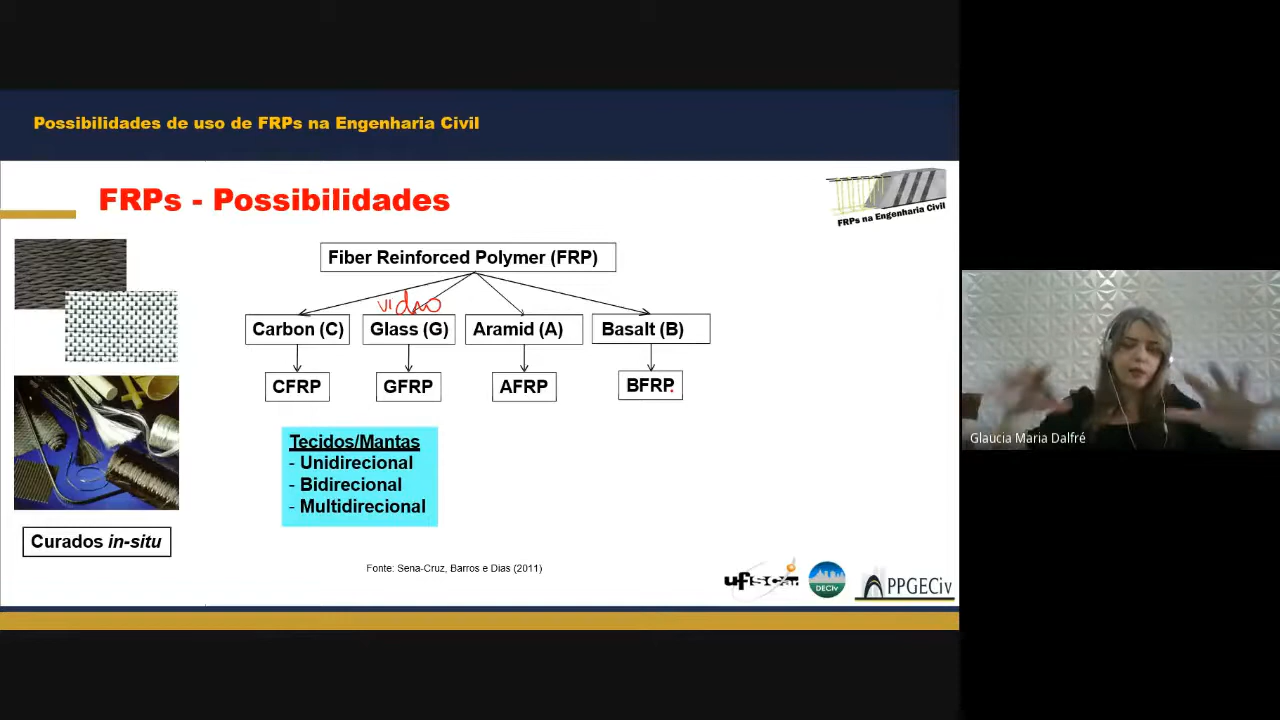 Possibilidades de uso de FRPs na Engenharia Civil
FRPs - Possibilidades
FRPs na Engenharia Civil
Fiber Reinforced Polymer (FRP)
vidro
Carbon (C)
Glass (G)
Aramid (A)
Basalt (B)
CFRP
GFRP
AFRP
BFRP
Tecidos/Mantas
- Unidirecional
- Bidirecional
- Multidirecional
Curados in-situ
Fonte: Sena-Cruz, Barros e Dias (2011)
ufscar
DECiv
PPGECiv
Glaucia Maria Dalfré